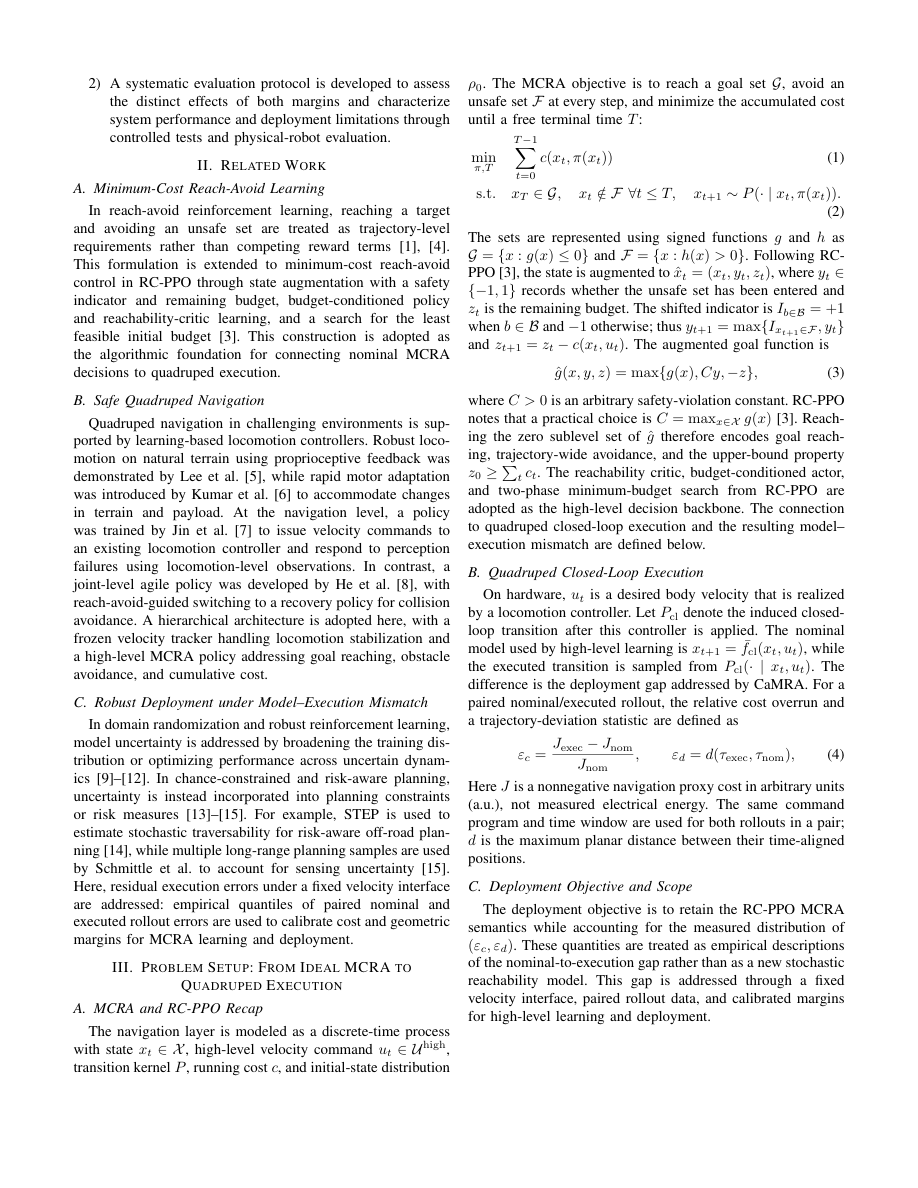 2) A systematic evaluation protocol is developed to assess
the distinct effects of both margins and characterize
system performance and deployment limitations through
controlled tests and physical-robot evaluation.
II. RELATED WORK
A. Minimum-Cost Reach-Avoid Learning
In reach-avoid reinforcement learning, reaching a target
and avoiding an unsafe set are treated as trajectory-level
requirements rather than competing reward terms [1], [4].
This formulation is extended to minimum-cost reach-avoid
control in RC-PPO through state augmentation with a safety
indicator and remaining budget, budget-conditioned policy
and reachability-critic learning, and a search for the least
feasible initial budget [3]. This construction is adopted as
the algorithmic foundation for connecting nominal MCRA
decisions to quadruped execution.
B. Safe Quadruped Navigation
Quadruped navigation in challenging environments is sup-
ported by learning-based locomotion controllers. Robust loco-
motion on natural terrain using proprioceptive feedback was
demonstrated by Lee et al. [5], while rapid motor adaptation
was introduced by Kumar et al. [6] to accommodate changes
in terrain and payload. At the navigation level, a policy
was trained by Jin et al. [7] to issue velocity commands to
an existing locomotion controller and respond to perception
failures using locomotion-level observations. In contrast, a
joint-level agile policy was developed by He et al. [8], with
reach-avoid-guided switching to a recovery policy for collision
avoidance. A hierarchical architecture is adopted here, with a
frozen velocity tracker handling locomotion stabilization and
a high-level MCRA policy addressing goal reaching, obstacle
avoidance, and cumulative cost.
C. Robust Deployment under Model–Execution Mismatch
In domain randomization and robust reinforcement learning,
model uncertainty is addressed by broadening the training dis-
tribution or optimizing performance across uncertain dynam-
ics [9]–[12]. In chance-constrained and risk-aware planning,
uncertainty is instead incorporated into planning constraints
or risk measures [13]–[15]. For example, STEP is used to
estimate stochastic traversability for risk-aware off-road plan-
ning [14], while multiple long-range planning samples are used
by Schmittle et al. to account for sensing uncertainty [15].
Here, residual execution errors under a fixed velocity interface
are addressed: empirical quantiles of paired nominal and
executed rollout errors are used to calibrate cost and geometric
margins for MCRA learning and deployment.
III. PROBLEM SETUP: FROM IDEAL MCRA TO
QUADRUPED EXECUTION
A. MCRA and RC-PPO Recap
The navigation layer is modeled as a discrete-time process
with state x_t ∈ 𝒳, high-level velocity command u_t ∈ 𝒰^high,
transition kernel P, running cost c, and initial-state distribution
ρ_0. The MCRA objective is to reach a goal set 𝒢, avoid an
unsafe set ℱ at every step, and minimize the accumulated cost
until a free terminal time T:
min_{π,T} ∑_{t=0}^{T−1} c(x_t, π(x_t)) (1)
s.t. x_T ∈ 𝒢, x_t ∉ ℱ ∀t ≤ T, x_{t+1} ∼ P(· | x_t, π(x_t)).
(2)
The sets are represented using signed functions g and h as
𝒢 = {x : g(x) ≤ 0} and ℱ = {x : h(x) > 0}. Following RC-
PPO [3], the state is augmented to x̂_t = (x_t, y_t, z_t), where y_t ∈
{−1, 1} records whether the unsafe set has been entered and
z_t is the remaining budget. The shifted indicator is I_{b∈ℬ} = +1
when b ∈ ℬ and −1 otherwise; thus y_{t+1} = max{I_{x_{t+1}∈ℱ}, y_t}
and z_{t+1} = z_t − c(x_t, u_t). The augmented goal function is
ĝ(x, y, z) = max{g(x), Cy, −z}, (3)
where C > 0 is an arbitrary safety-violation constant. RC-PPO
notes that a practical choice is C = max_{x∈𝒳} g(x) [3]. Reach-
ing the zero sublevel set of ĝ therefore encodes goal reach-
ing, trajectory-wide avoidance, and the upper-bound property
z_0 ≥ ∑_t c_t. The reachability critic, budget-conditioned actor,
and two-phase minimum-budget search from RC-PPO are
adopted as the high-level decision backbone. The connection
to quadruped closed-loop execution and the resulting model–
execution mismatch are defined below.
B. Quadruped Closed-Loop Execution
On hardware, u_t is a desired body velocity that is realized
by a locomotion controller. Let P_cl denote the induced closed-
loop transition after this controller is applied. The nominal
model used by high-level learning is x_{t+1} = f̄_cl(x_t, u_t), while
the executed transition is sampled from P_cl(· | x_t, u_t). The
difference is the deployment gap addressed by CaMRA. For a
paired nominal/executed rollout, the relative cost overrun and
a trajectory-deviation statistic are defined as
ε_c = (J_exec − J_nom) / J_nom, ε_d = d(τ_exec, τ_nom), (4)
Here J is a nonnegative navigation proxy cost in arbitrary units
(a.u.), not measured electrical energy. The same command
program and time window are used for both rollouts in a pair;
d is the maximum planar distance between their time-aligned
positions.
C. Deployment Objective and Scope
The deployment objective is to retain the RC-PPO MCRA
semantics while accounting for the measured distribution of
(ε_c, ε_d). These quantities are treated as empirical descriptions
of the nominal-to-execution gap rather than as a new stochastic
reachability model. This gap is addressed through a fixed
velocity interface, paired rollout data, and calibrated margins
for high-level learning and deployment.